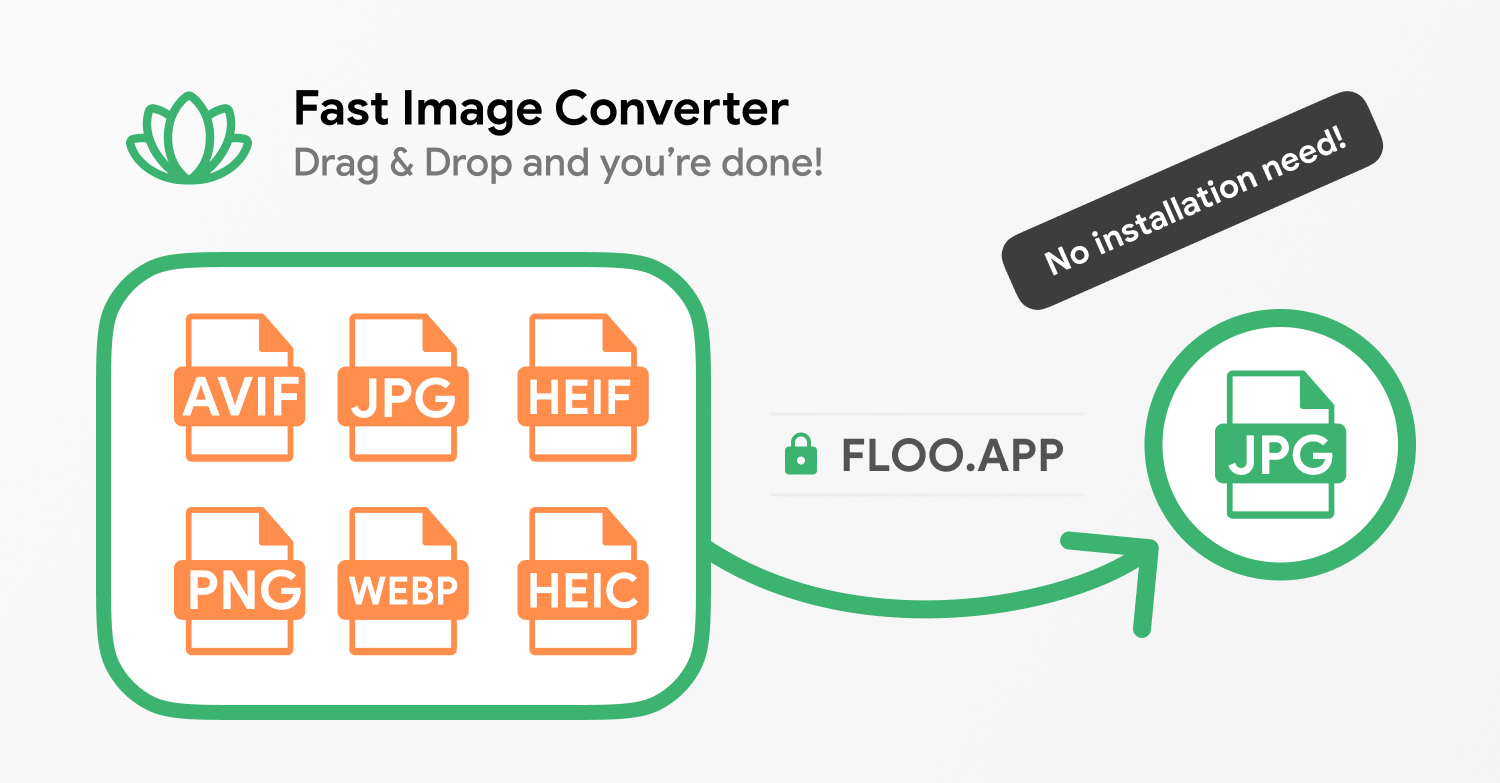 Fast Image Converter
Drag & Drop and you’re done!
No installation need!
AVIF
JPG
HEIF
FLOO.APP
JPG
PNG
WEBP
HEIC